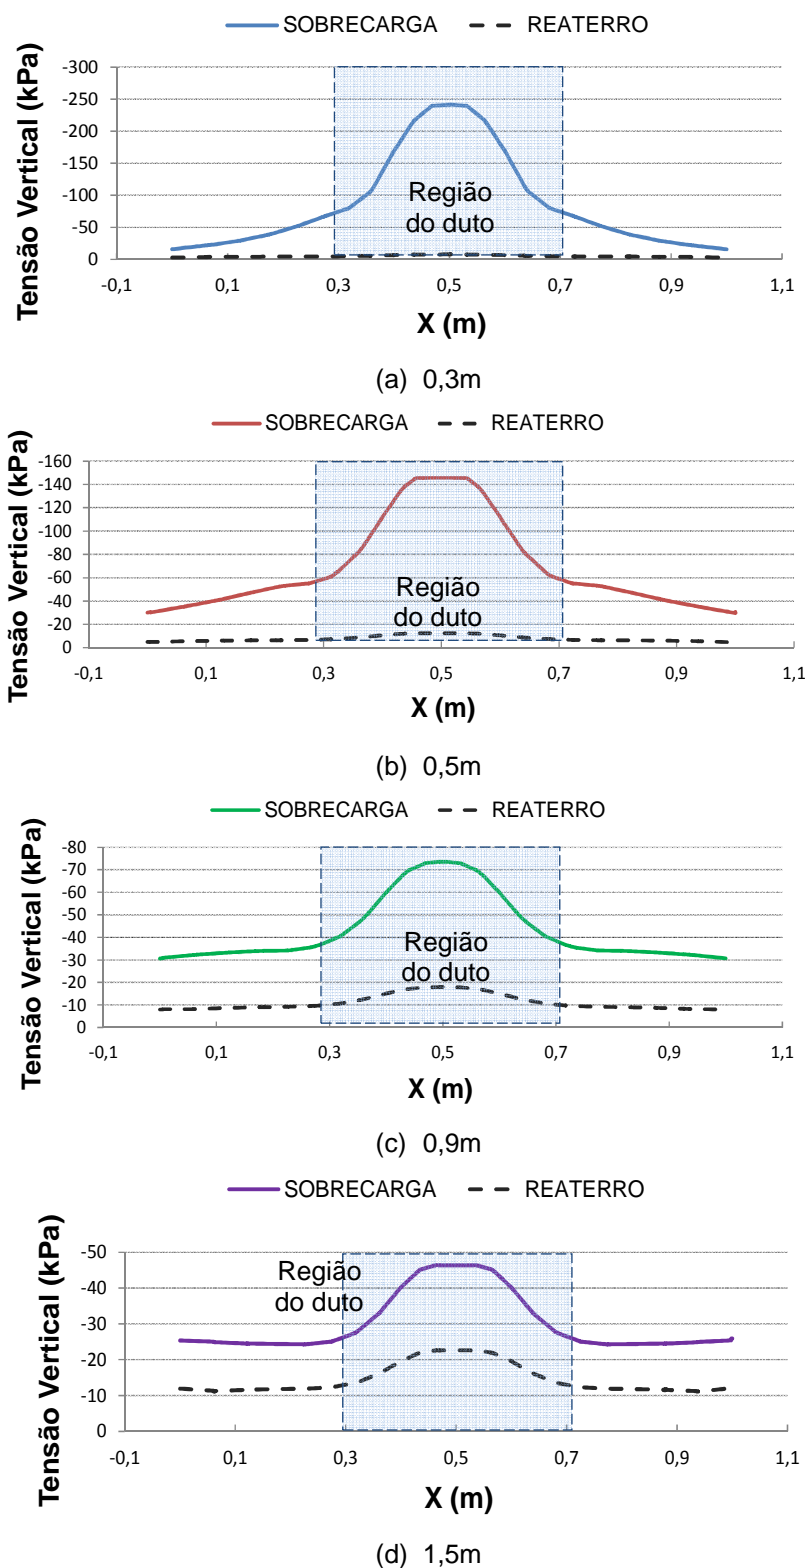 SOBRECARGA REATERRO
Tensão Vertical (kPa)
-300
-250
-200
-150
-100
-50
0
Região
do duto
-0,1 0,1 0,3 0,5 0,7 0,9 1,1
X (m)
(a) 0,3m
SOBRECARGA REATERRO
Tensão Vertical (kPa)
-160
-140
-120
-100
-80
-60
-40
-20
0
Região
do duto
-0,1 0,1 0,3 0,5 0,7 0,9 1,1
X (m)
(b) 0,5m
SOBRECARGA REATERRO
Tensão Vertical (kPa)
-80
-70
-60
-50
-40
-30
-20
-10
0
Região
do duto
-0,1 0,1 0,3 0,5 0,7 0,9 1,1
X (m)
(c) 0,9m
SOBRECARGA REATERRO
Tensão Vertical (kPa)
-50
-40
-30
-20
-10
0
Região
do duto
-0,1 0,1 0,3 0,5 0,7 0,9 1,1
X (m)
(d) 1,5m